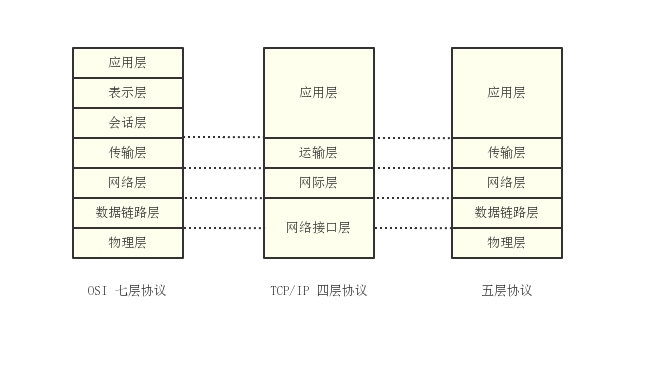 应用层
表示层
会话层
传输层
网络层
数据链路层
物理层
OSI 七层协议
应用层
运输层
网际层
网络接口层
TCP/IP 四层协议
应用层
传输层
网络层
数据链路层
物理层
五层协议